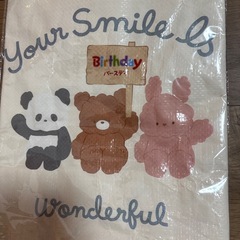 Your Smile Is
Birthday
バースデイ
wonderful